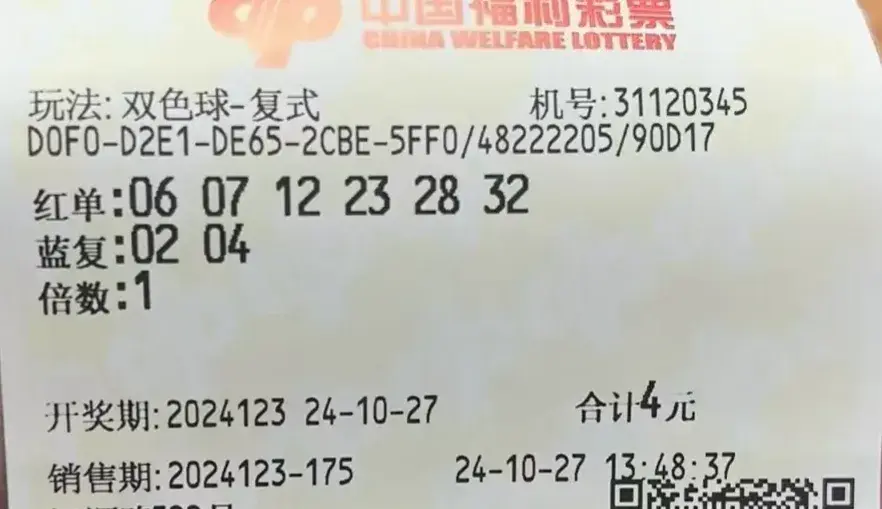 中国福利彩票
CHINA WELFARE LOTTERY
玩法: 双色球-复式 机号:31120345
D0F0-D2E1-DE65-2CBE-5FF0/48222205/90D17
红单:06 07 12 23 28 32
蓝复:02 04
倍数:1
开奖期:2024123 24-10-27 合计4元
销售期:2024123-175 24-10-27 13:48:37